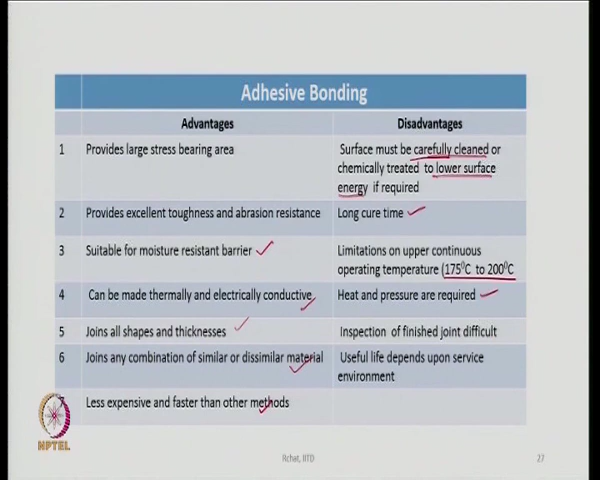 Adhesive Bonding
Advantages Disadvantages
1 Provides large stress bearing area Surface must be carefully cleaned or
chemically treated to lower surface
energy if required
2 Provides excellent toughness and abrasion resistance Long cure time
3 Suitable for moisture resistant barrier Limitations on upper continuous
operating temperature (175⁰C to 200⁰C
4 Can be made thermally and electrically conductive Heat and pressure are required
5 Joins all shapes and thicknesses Inspection of finished joint difficult
6 Joins any combination of similar or dissimilar material Useful life depends upon service
environment
7 Less expensive and faster than other methods
NPTEL
Rchat, IITD
27